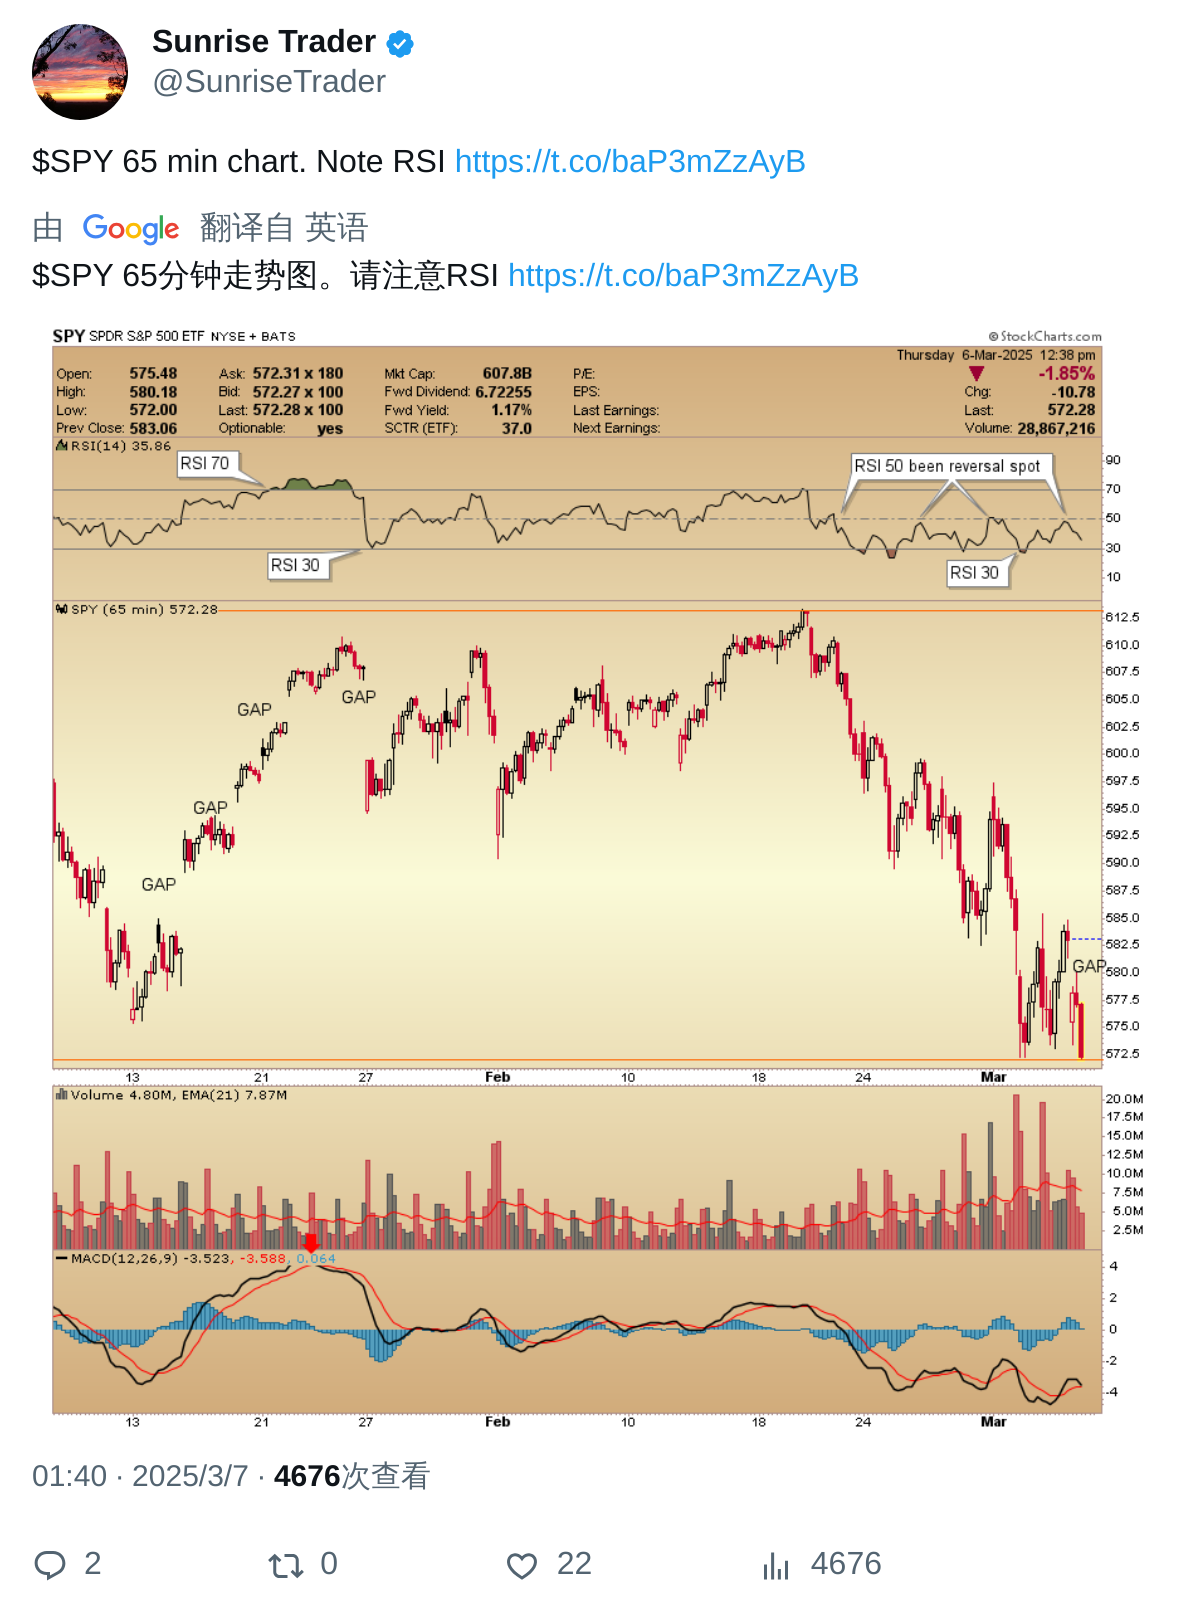 Sunrise Trader
@SunriseTrader
$SPY 65 min chart. Note RSI https://t.co/baP3mZzAyB
由 Google 翻译自 英语
$SPY 65分钟走势图。请注意RSI https://t.co/baP3mZzAyB
SPY SPDR S&P 500 ETF NYSE + BATS © StockCharts.com
Thursday 6-Mar-2025 12:38 pm
Open: 575.48 Ask: 572.31 x 180 Mkt Cap: 607.8B P/E: ▼ -1.85%
High: 580.18 Bid: 572.27 x 100 Fwd Dividend: 6.72255 EPS: Chg: -10.78
Low: 572.00 Last: 572.28 x 100 Fwd Yield: 1.17% Last Earnings: Last: 572.28
Prev Close: 583.06 Optionable: yes SCTR (ETF): 37.0 Next Earnings: Volume: 28,867,216
RSI(14) 35.86
RSI 70
RSI 50 been reversal spot
RSI 30
RSI 30
90
70
50
30
10
SPY (65 min) 572.28
GAP
GAP
GAP
GAP
GAP
612.5
610.0
607.5
605.0
602.5
600.0
597.5
595.0
592.5
590.0
587.5
585.0
582.5
580.0
577.5
575.0
572.5
13 21 27 Feb 10 18 24 Mar
Volume 4.80M, EMA(21) 7.87M
20.0M
17.5M
15.0M
12.5M
10.0M
7.5M
5.0M
2.5M
MACD(12,26,9) -3.523, -3.588, 0.064
4
2
0
-2
-4
13 21 27 Feb 10 18 24 Mar
01:40 · 2025/3/7 · 4676次查看
2 0 22 4676